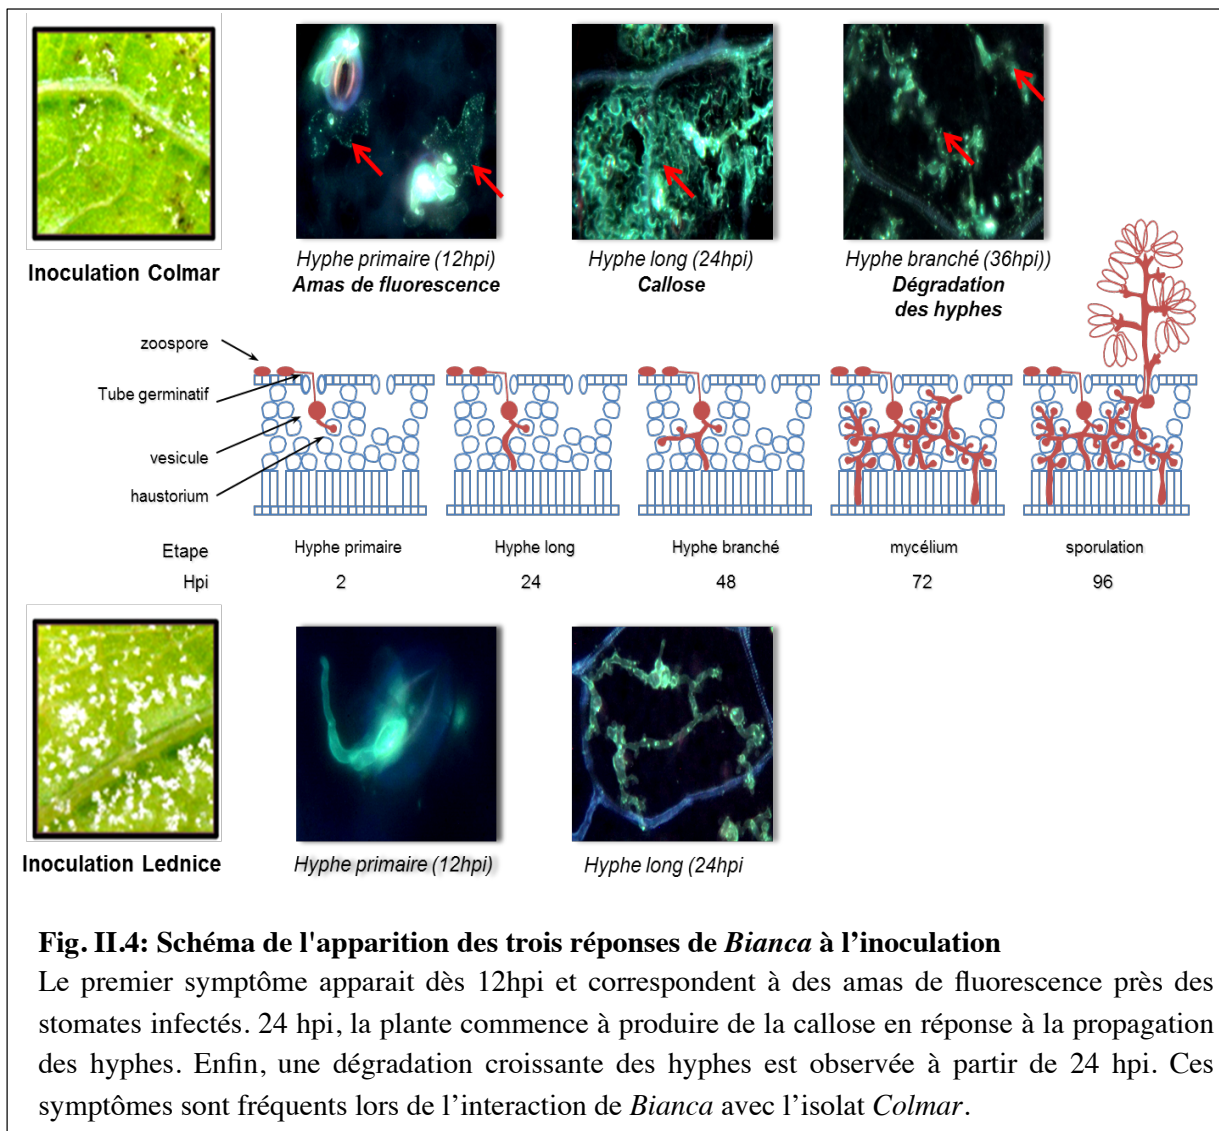 Inoculation Colmar
Hyphe primaire (12hpi)
Amas de fluorescence
Hyphe long (24hpi)
Callose
Hyphe branché (36hpi))
Dégradation
des hyphes
zoospore
Tube germinatif
vesicule
haustorium
Etape
Hyphe primaire
Hyphe long
Hyphe branché
mycélium
sporulation
Hpi
2
24
48
72
96
Inoculation Lednice
Hyphe primaire (12hpi)
Hyphe long (24hpi
Fig. II.4: Schéma de l'apparition des trois réponses de Bianca à l’inoculation
Le premier symptôme apparait dès 12hpi et correspondent à des amas de fluorescence près des
stomates infectés. 24 hpi, la plante commence à produire de la callose en réponse à la propagation
des hyphes. Enfin, une dégradation croissante des hyphes est observée à partir de 24 hpi. Ces
symptômes sont fréquents lors de l’interaction de Bianca avec l’isolat Colmar.